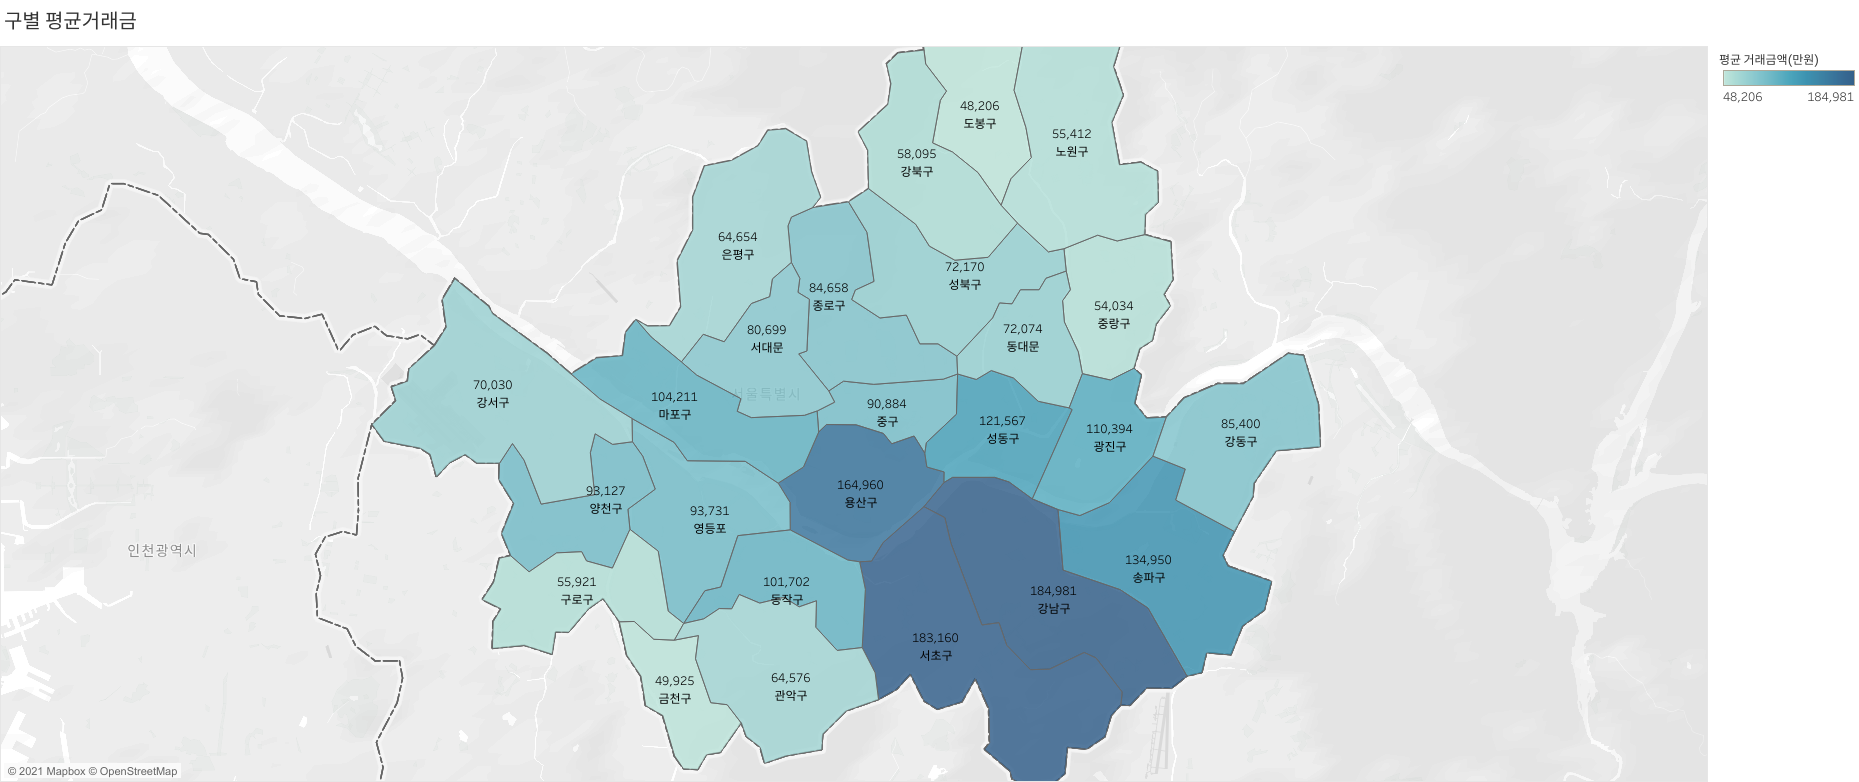 구별 평균거래금
평균 거래금액(만원)
48,206
184,981
48,206
도봉구
55,412
노원구
58,095
강북구
64,654
은평구
72,170
성북구
84,658
종로구
54,034
중랑구
80,699
서대문
72,074
동대문
70,030
강서구
104,211
마포구
서울특별시
90,884
중구
121,567
성동구
110,394
광진구
85,400
강동구
93,127
양천구
93,731
영등포
164,960
용산구
인천광역시
134,950
송파구
55,921
구로구
101,702
동작구
184,981
강남구
183,160
서초구
49,925
금천구
64,576
관악구
© 2021 Mapbox © OpenStreetMap